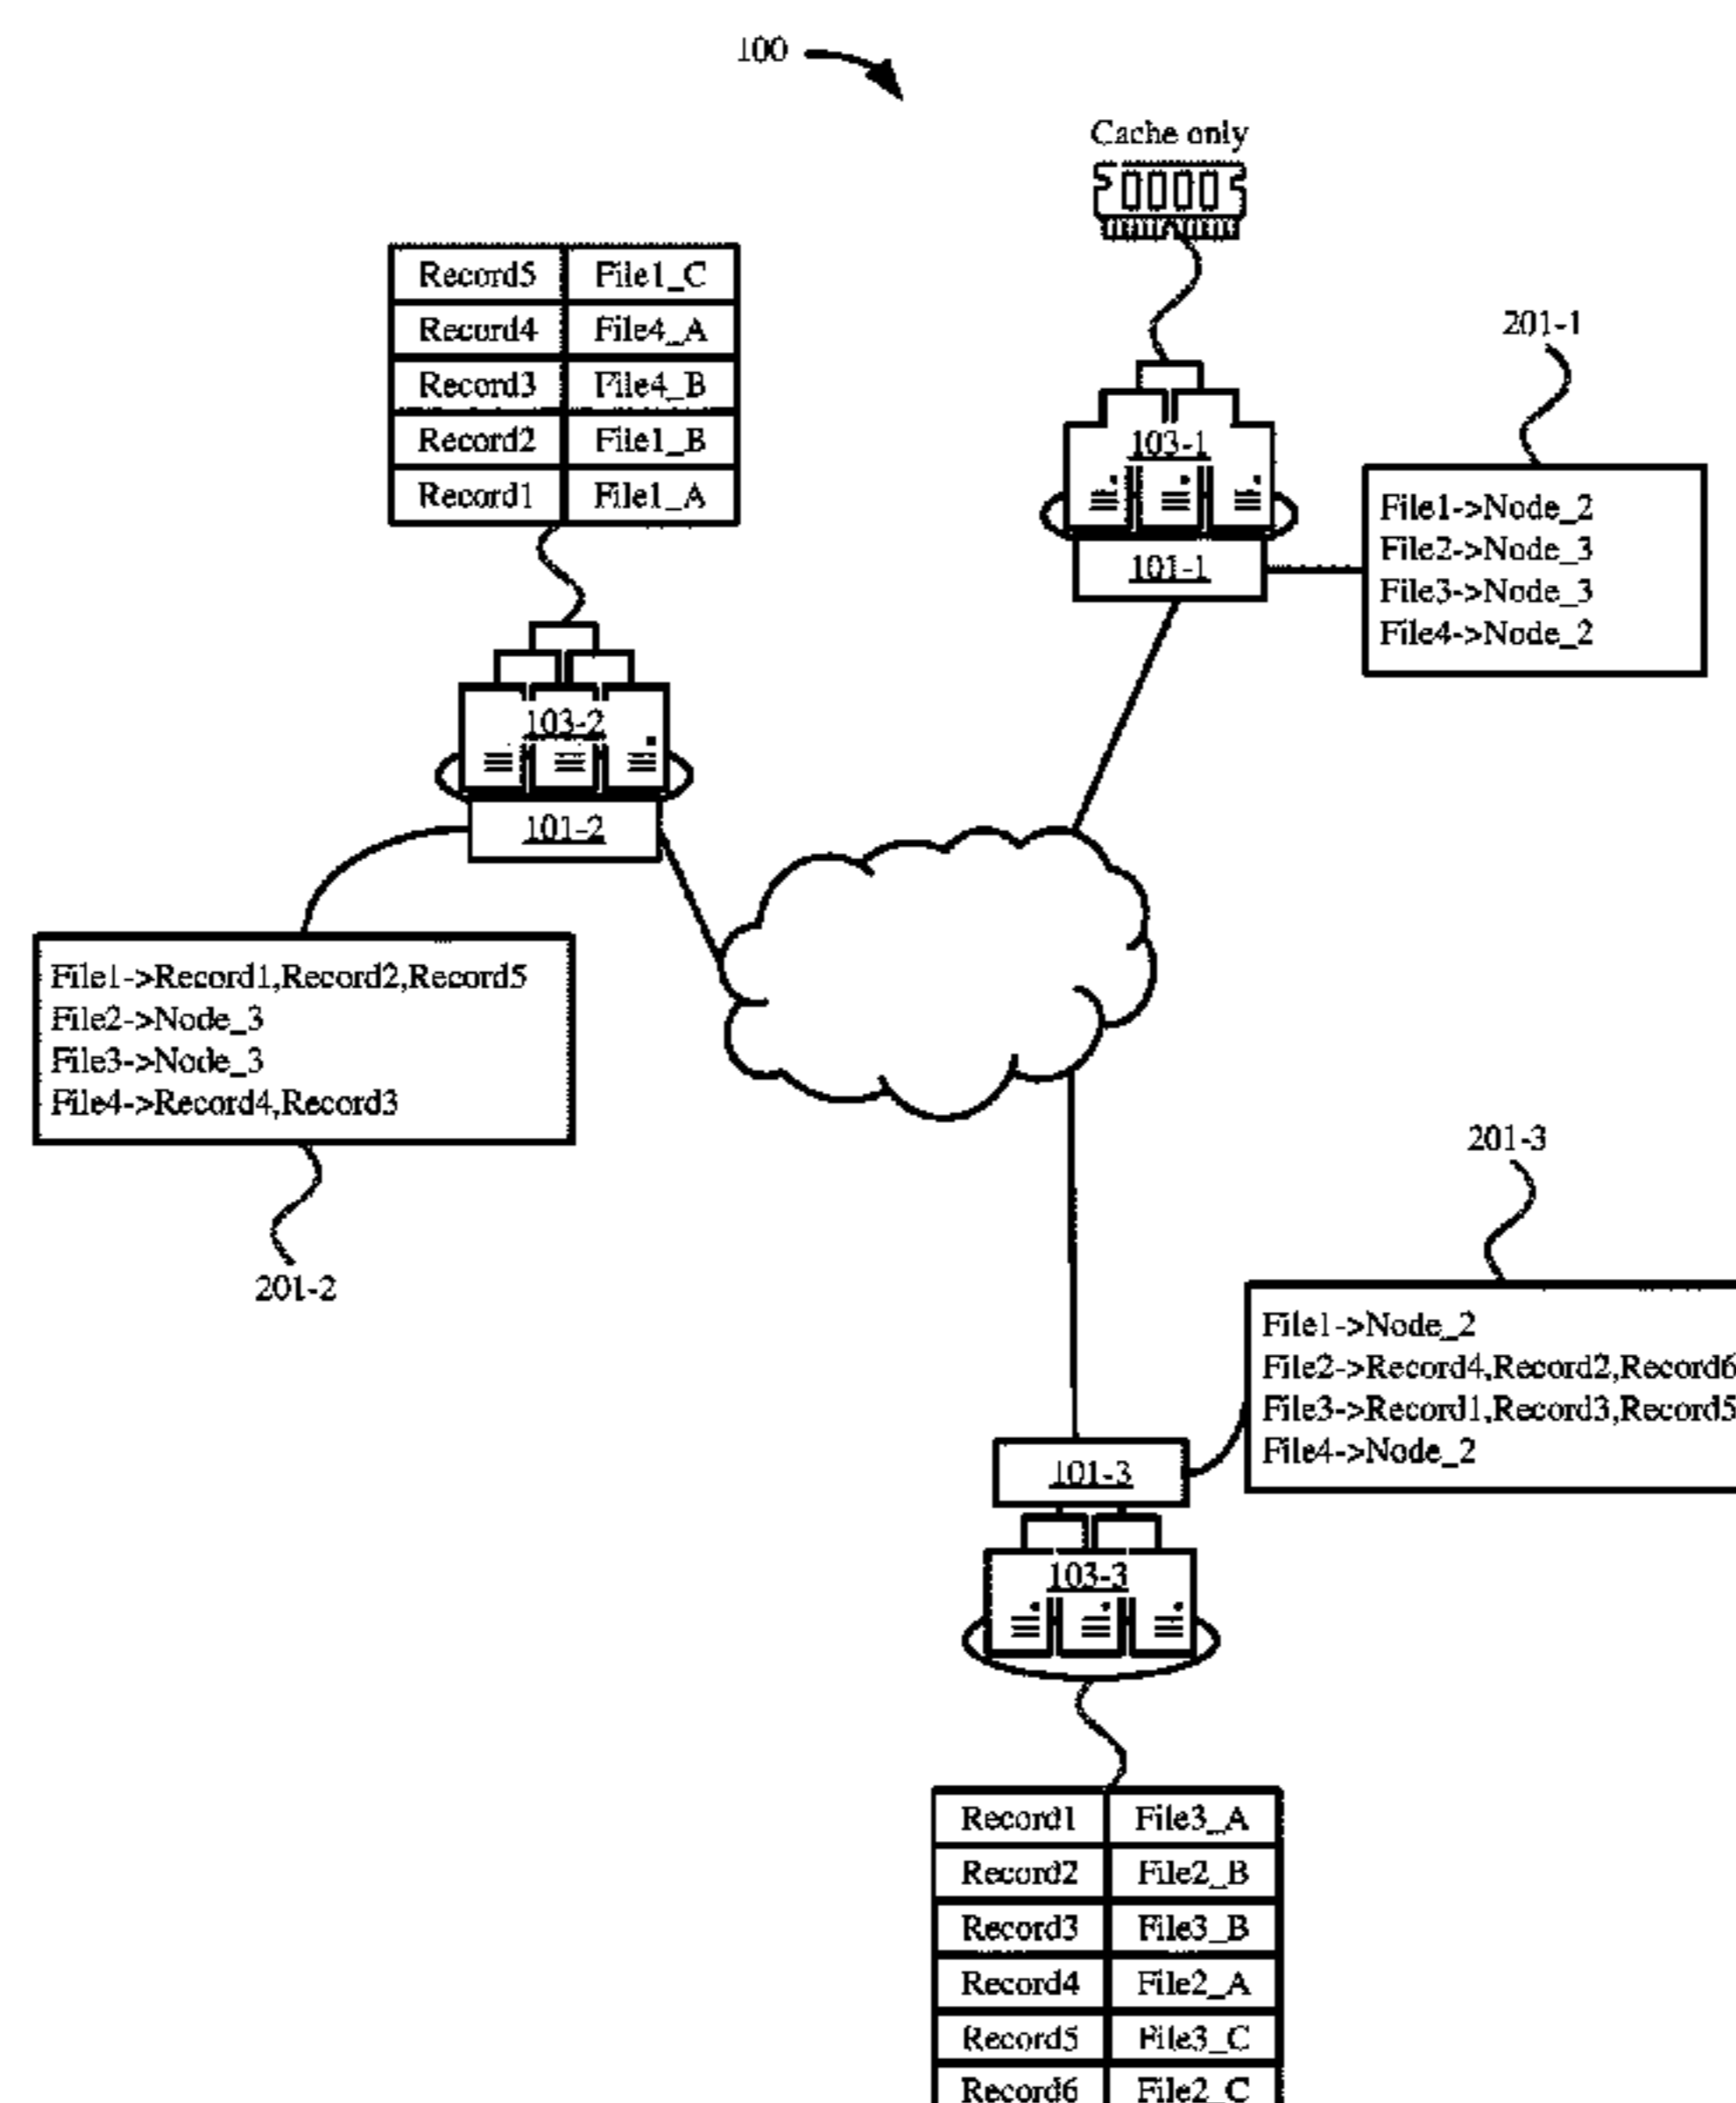 100
Cache only
Record5 File1_C
Record4 File4_A
Record3 File4_B
Record2 File1_B
Record1 File1_A
201-1
103-1
101-1
File1->Node_2
File2->Node_3
File3->Node_3
File4->Node_2
103-2
101-2
File1->Record1,Record2,Record5
File2->Node_3
File3->Node_3
File4->Record4,Record3
201-2
201-3
File1->Node_2
File2->Record4,Record2,Record6
File3->Record1,Record3,Record5
File4->Node_2
101-3
103-3
Record1 File3_A
Record2 File2_B
Record3 File3_B
Record4 File2_A
Record5 File3_C
Record6 File2_C